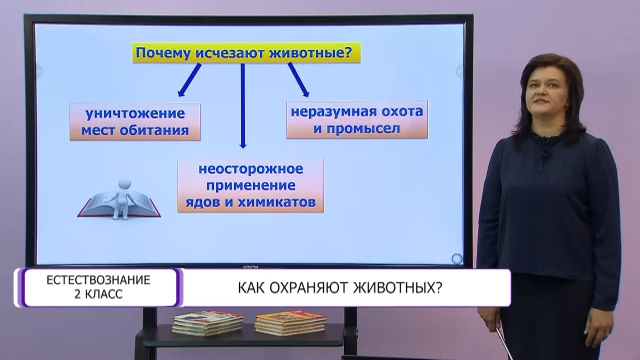 Почему исчезают животные?
уничтожение
мест обитания
неразумная охота
и промысел
неосторожное
применение
ядов и химикатов
ЕСТЕСТВОЗНАНИЕ
2 КЛАСС
КАК ОХРАНЯЮТ ЖИВОТНЫХ?